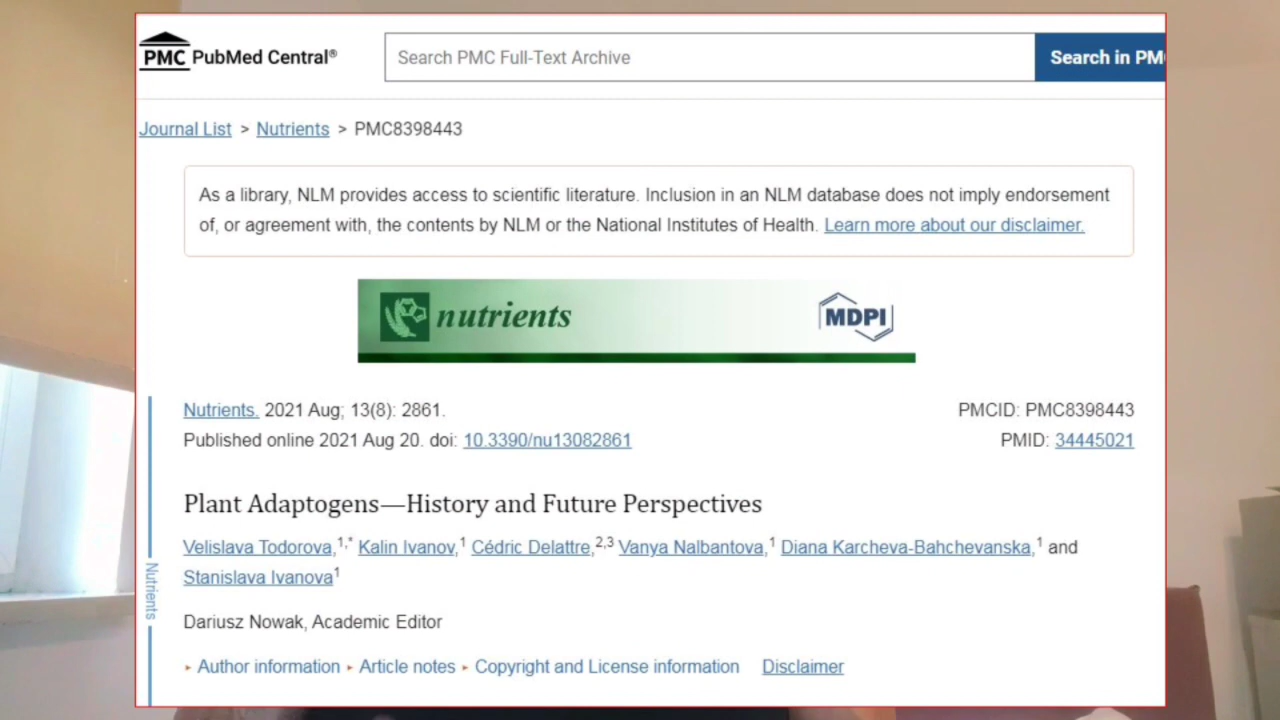 PMC PubMed Central®
Search PMC Full-Text Archive
Search in PM
Journal List > Nutrients > PMC8398443
As a library, NLM provides access to scientific literature. Inclusion in an NLM database does not imply endorsement
of, or agreement with, the contents by NLM or the National Institutes of Health. Learn more about our disclaimer.
nutrients
MDPI
Nutrients. 2021 Aug; 13(8): 2861.
PMCID: PMC8398443
Published online 2021 Aug 20. doi: 10.3390/nu13082861
PMID: 34445021
Plant Adaptogens—History and Future Perspectives
Velislava Todorova,1,* Kalin Ivanov,1 Cédric Delattre,2,3 Vanya Nalbantova,1 Diana Karcheva-Bahchevanska,1 and
Stanislava Ivanova1
Dariusz Nowak, Academic Editor
▸ Author information ▸ Article notes ▸ Copyright and License information Disclaimer
Nutrients